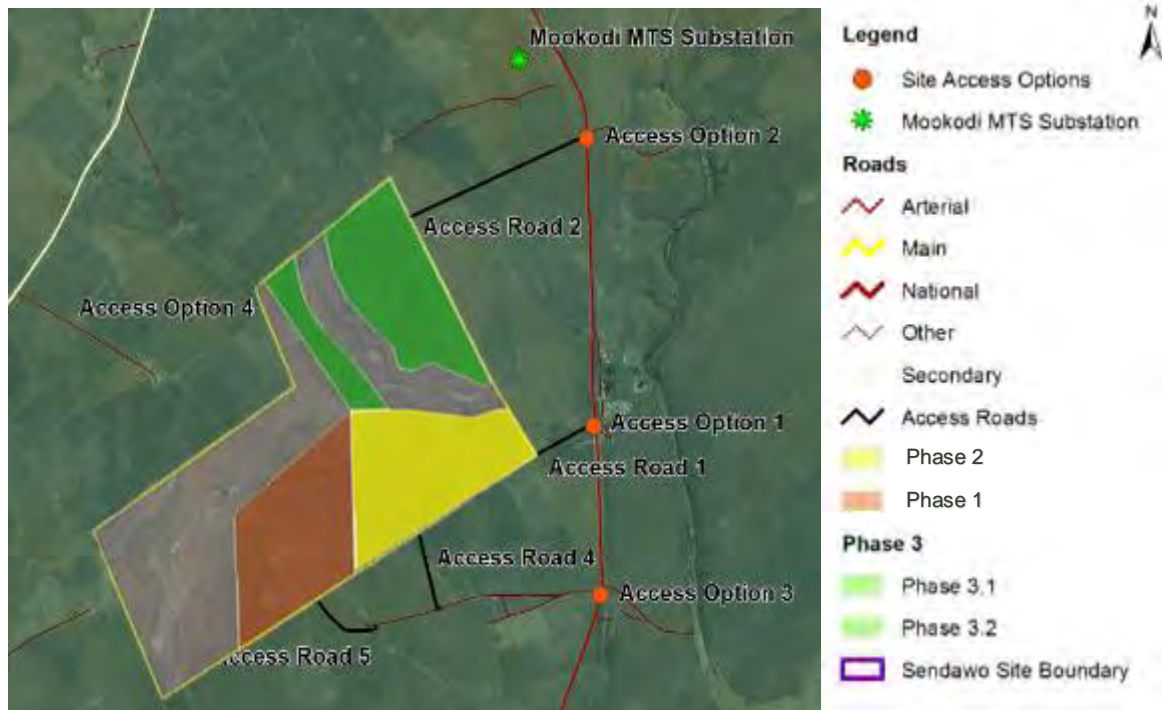 Mookodi MTS Substation
Access Option 2
Access Road 2
Access Option 4
Access Option 1
Access Road 1
Access Road 4
Access Option 3
ccess Road 5
N
Legend
Site Access Options
Mookodi MTS Substation
Roads
Arterial
Main
National
Other
Secondary
Access Roads
Phase 2
Phase 1
Phase 3
Phase 3.1
Phase 3.2
Sendawo Site Boundary